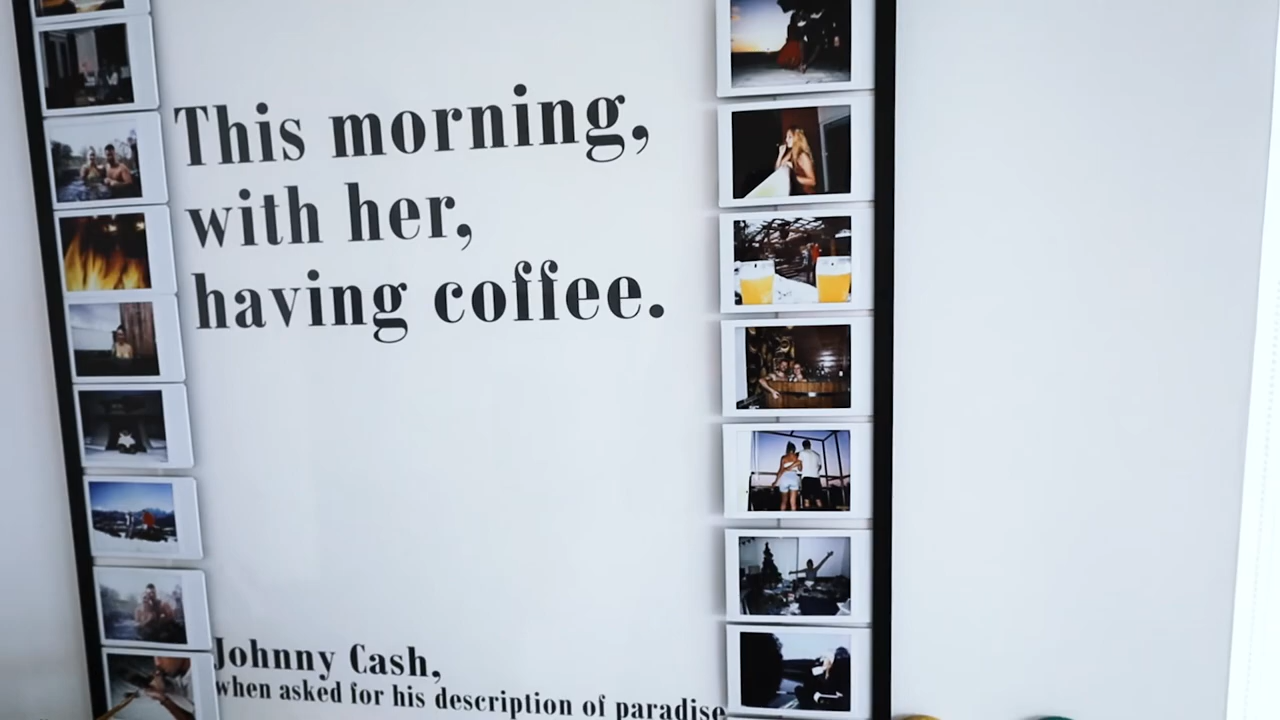 This morning,
with her,
having coffee.
Johnny Cash,
when asked for his description of paradise